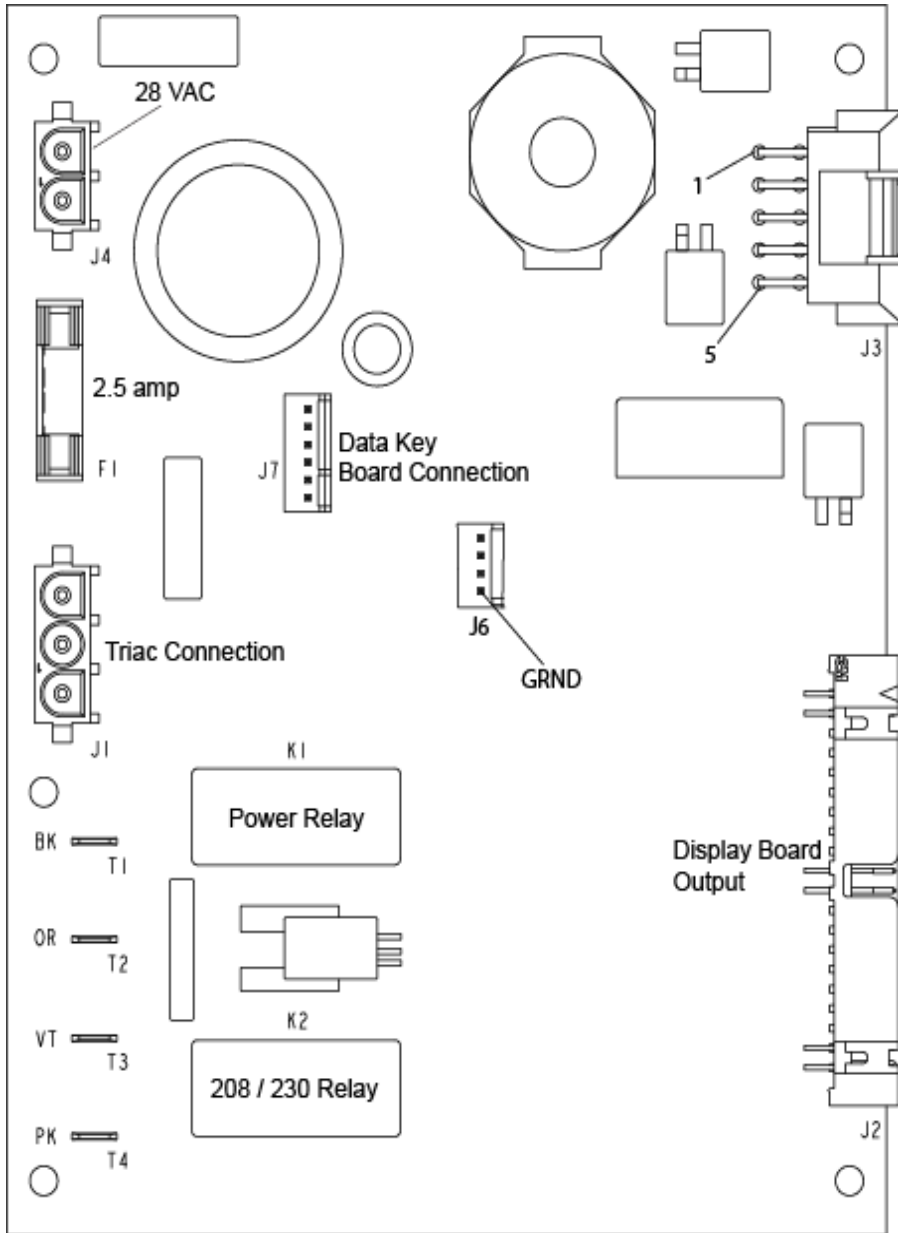 28 VAC
J4
1
5
J3
2.5 amp
F1
J7
Data Key
Board Connection
J6
GRND
Triac Connection
J1
K1
Power Relay
BK
T1
Display Board
Output
OR
T2
K2
VT
T3
208 / 230 Relay
PK
T4
J2